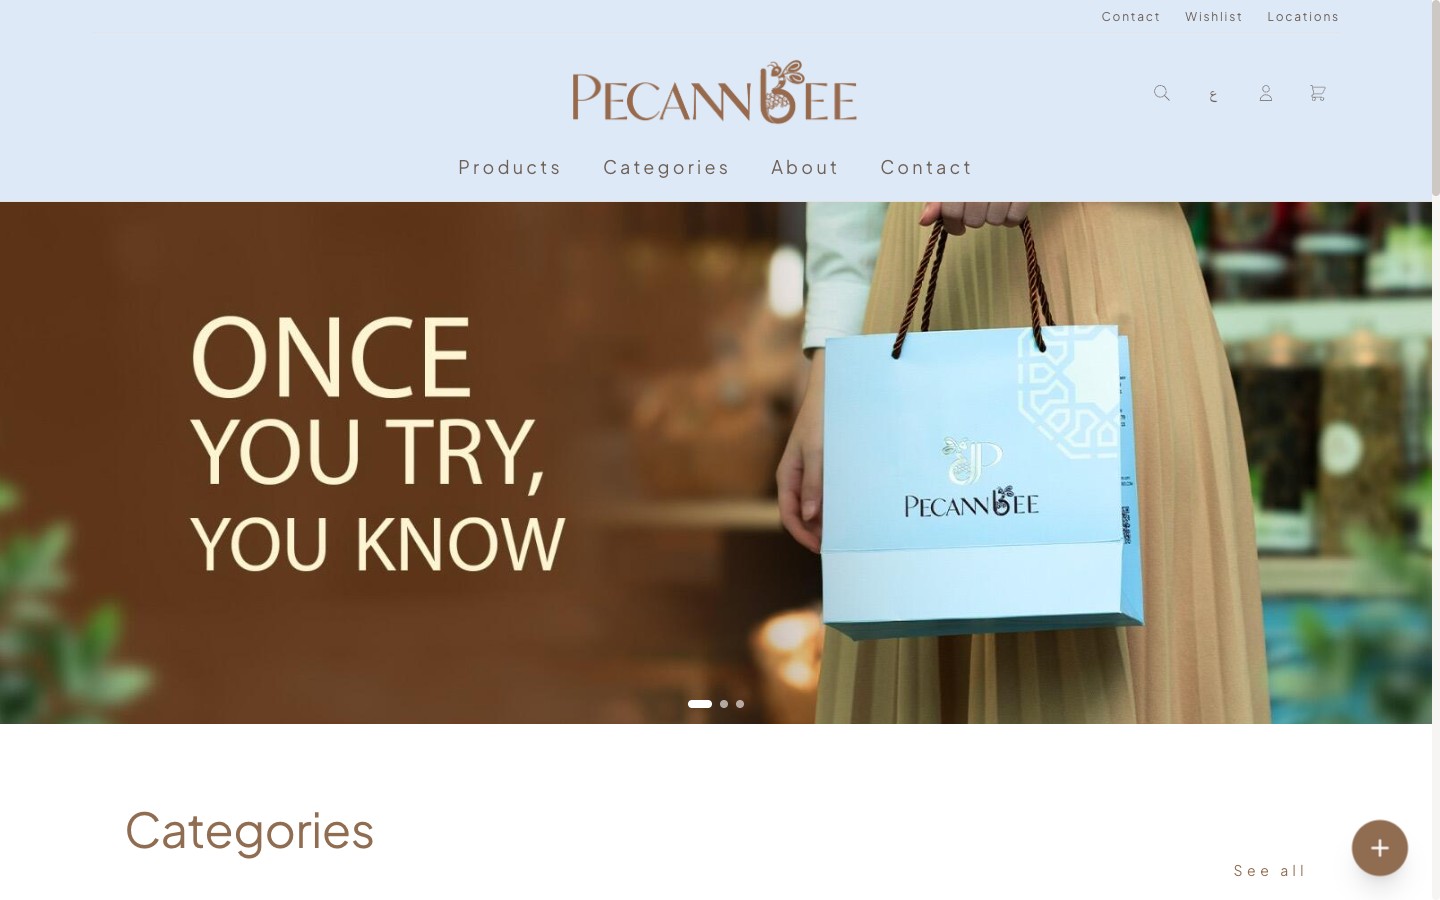 Contact Wishlist Locations
PECANNBEE
ع
Products Categories About Contact
ONCE
YOU TRY,
YOU KNOW
PECANNBEE
Categories
See all